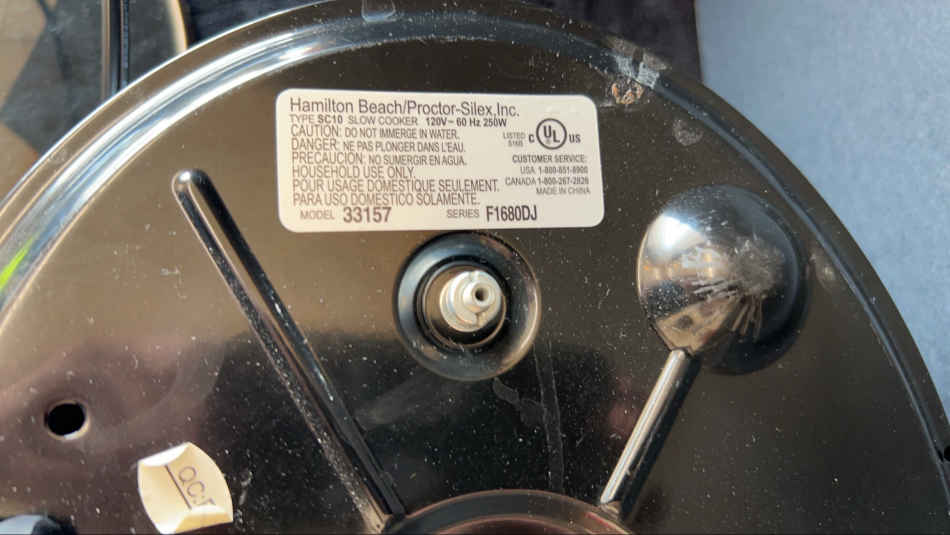 Hamilton Beach/Proctor-Silex,Inc.
TYPE SC10 SLOW COOKER 120V~ 60 Hz 250W
CAUTION: DO NOT IMMERGE IN WATER.
DANGER: NE PAS PLONGER DANS L'EAU.
PRECAUCIÓN: NO SUMERGIR EN AGUA.
HOUSEHOLD USE ONLY.
POUR USAGE DOMESTIQUE SEULEMENT.
PARA USO DOMESTICO SOLAMENTE.
MODEL 33157 SERIES F1680DJ
LISTED
516B
C UL US
CUSTOMER SERVICE:
USA 1-800-851-8900
CANADA 1-800-267-2826
MADE IN CHINA
QC: